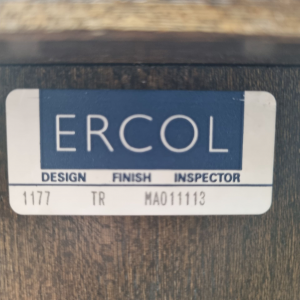 ERCOL
DESIGN FINISH INSPECTOR
1177 TR MA011113